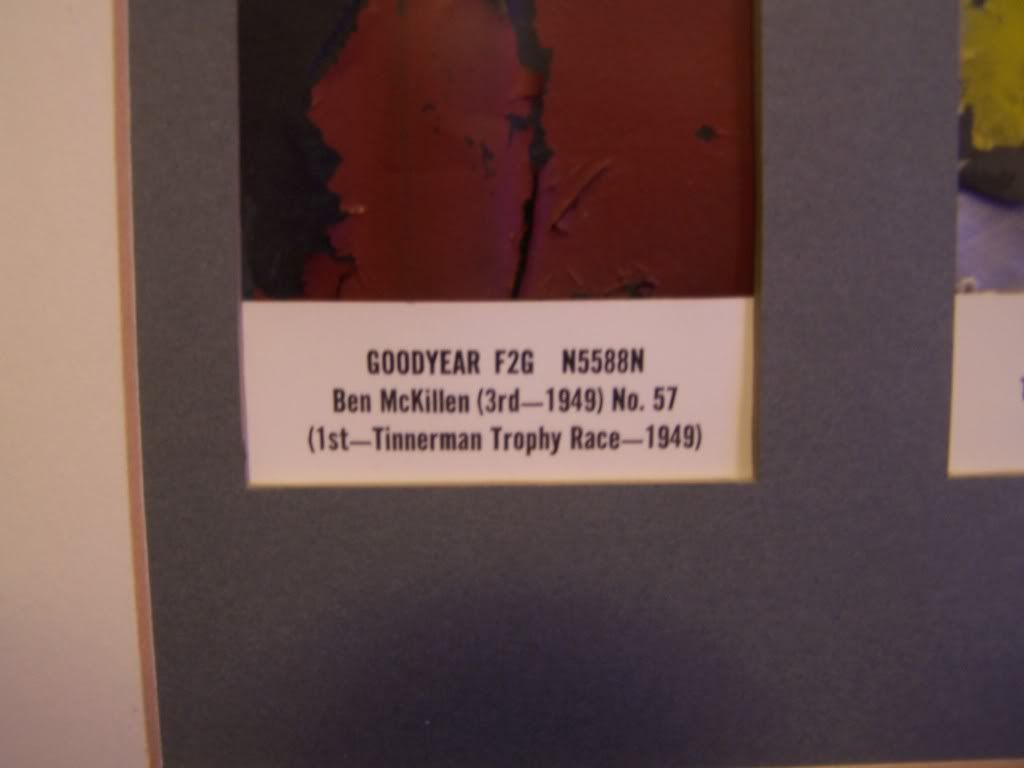 GOODYEAR F2G N5588N
Ben McKillen (3rd—1949) No. 57
(1st—Tinnerman Trophy Race—1949)